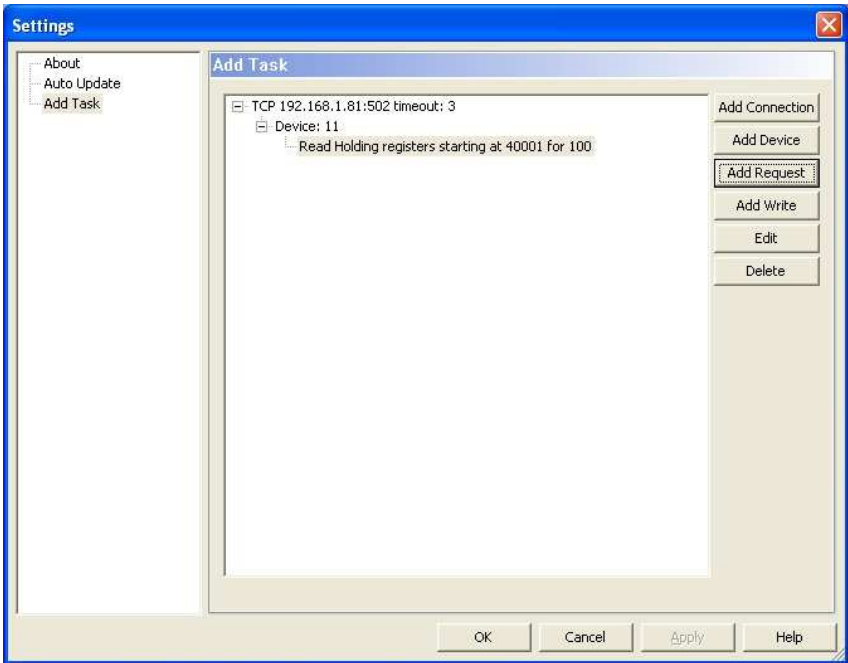 Settings
About
Auto Update
Add Task
Add Task
TCP 192.168.1.81:502 timeout: 3
Device: 11
Read Holding registers starting at 40001 for 100
Add Connection
Add Device
Add Request
Add Write
Edit
Delete
OK
Cancel
Apply
Help